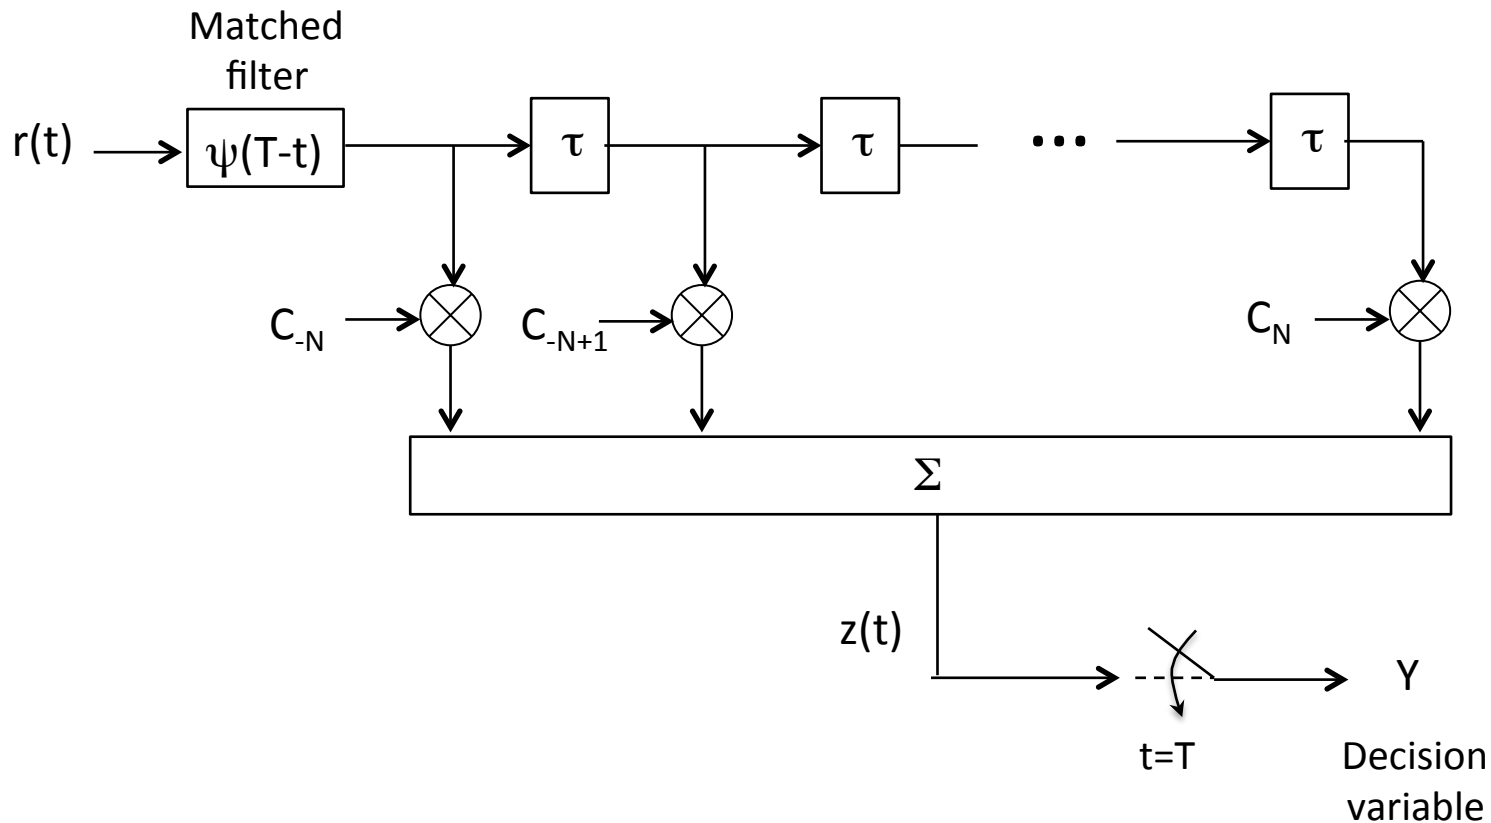 Matched
filter
r(t)
ψ(T-t)
τ
τ
...
τ
C-N
C-N+1
CN
Σ
z(t)
Y
t=T
Decision
variable